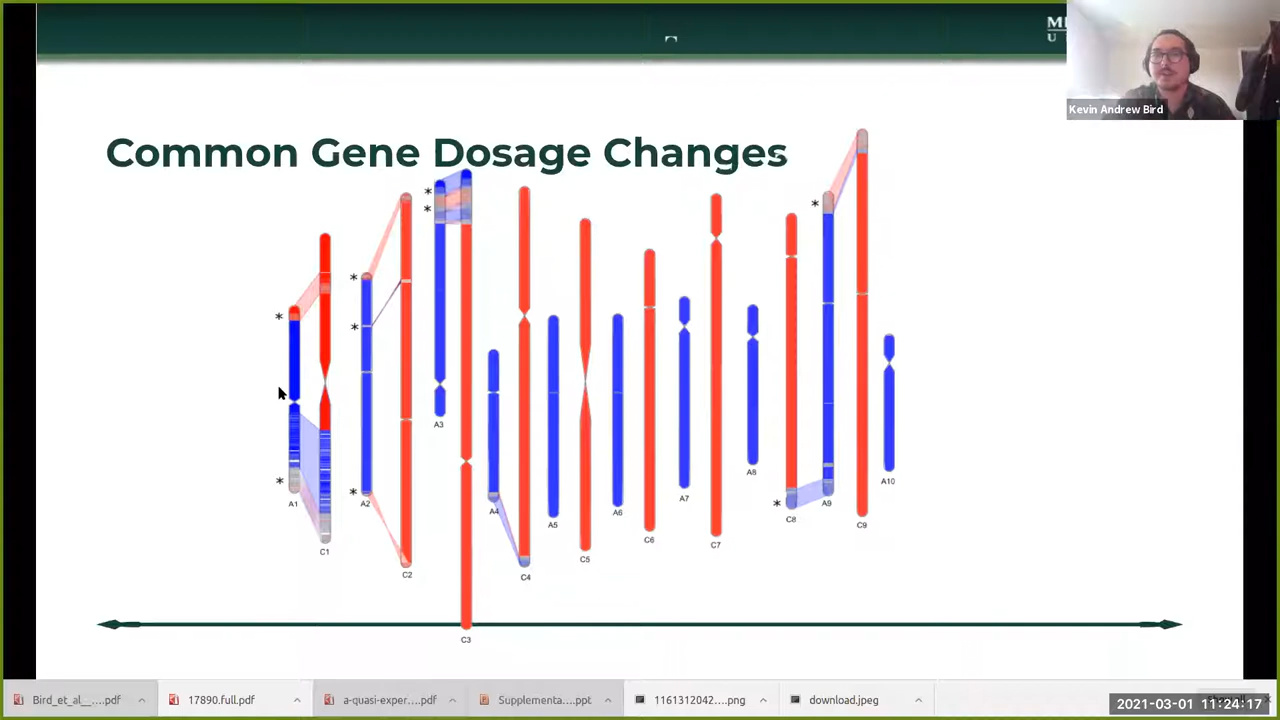 MI
U
Kevin Andrew Bird
Common Gene Dosage Changes
*
*
*
*
*
*
*
*
*
A1
C1
A2
C2
A3
C3
A4
C4
A5
C5
A6
C6
A7
C7
A8
C8
A9
C9
A10
Bird_et_al_....pdf
17890.full.pdf
a-quasi-exper....pdf
Supplementa....ppt
1161312042....png
download.jpeg
2021-03-01 11:24:17